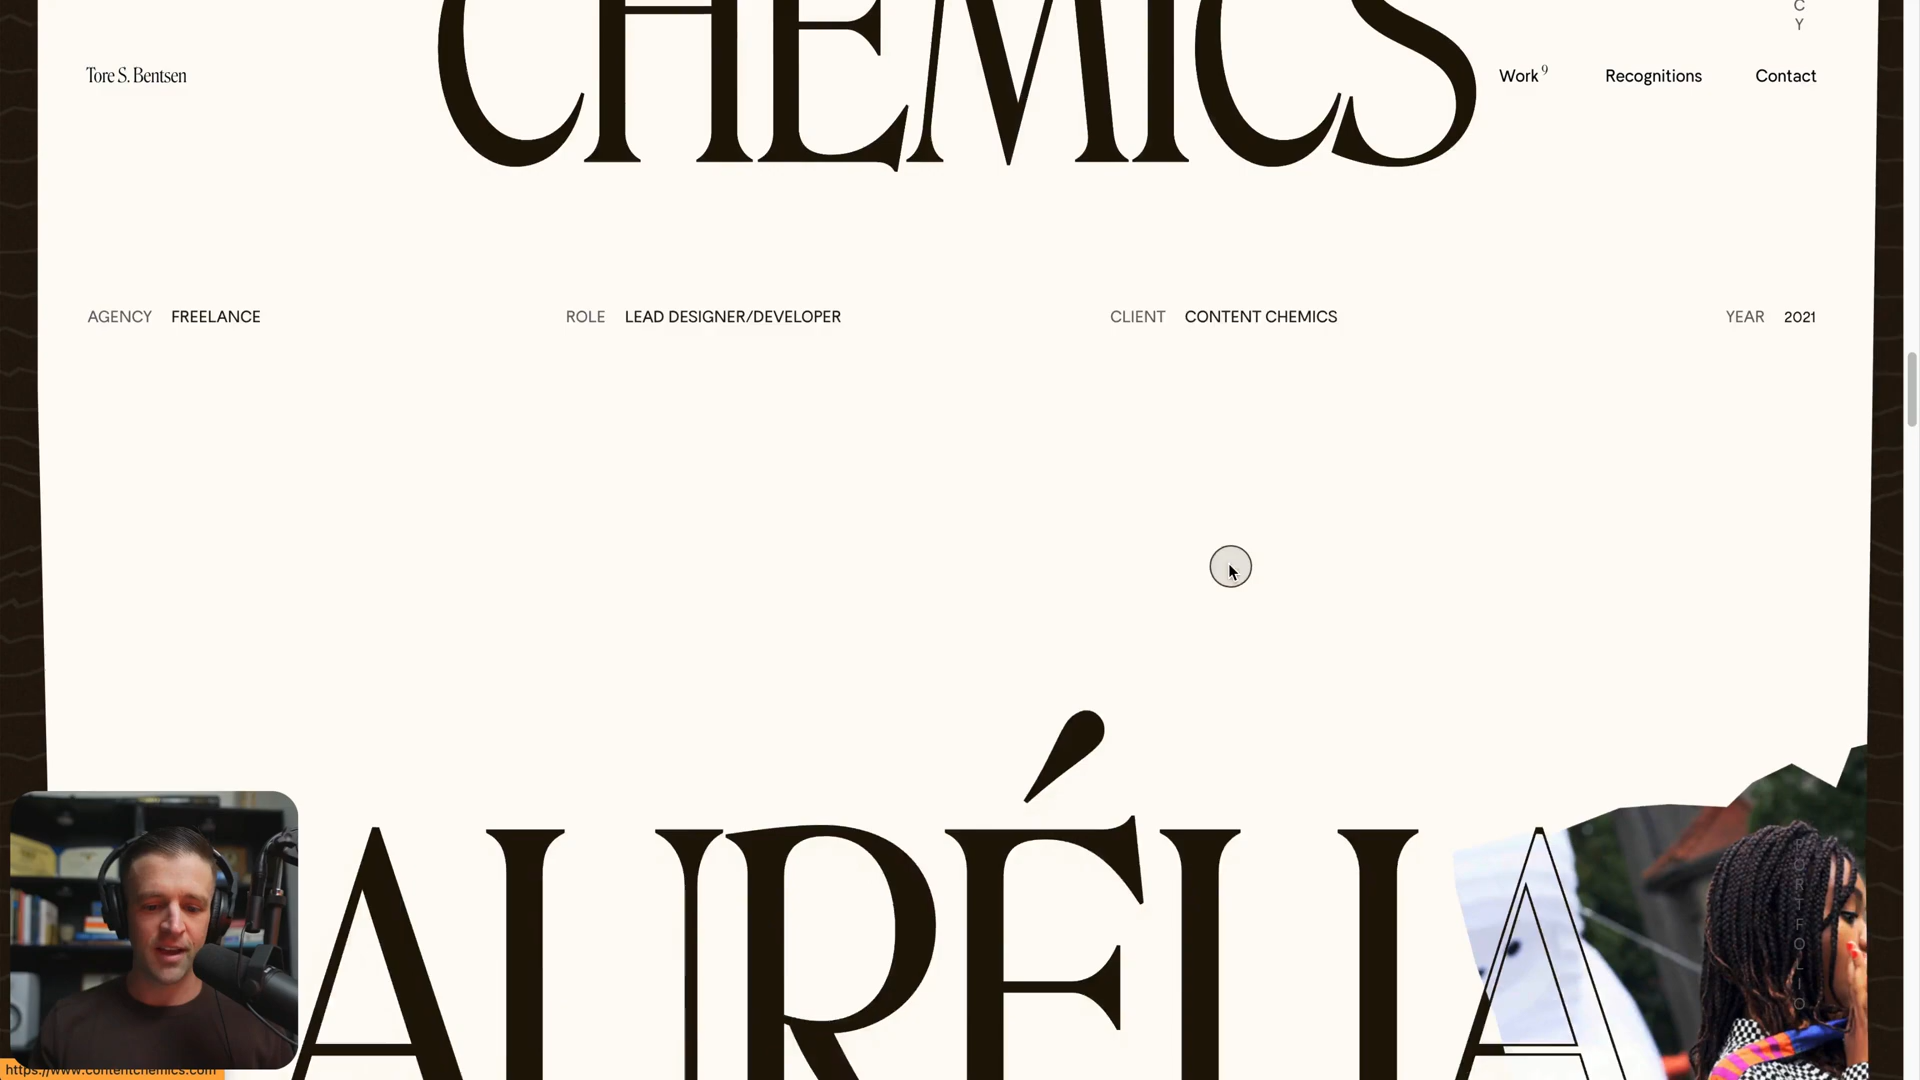 C
Y
CHEMICS
Tore S. Bentsen
Work 9
Recognitions
Contact
AGENCY FREELANCE
ROLE LEAD DESIGNER/DEVELOPER
CLIENT CONTENT CHEMICS
YEAR 2021
AURÉLIA
PORTFOLIO
https://www.contentchemics.com